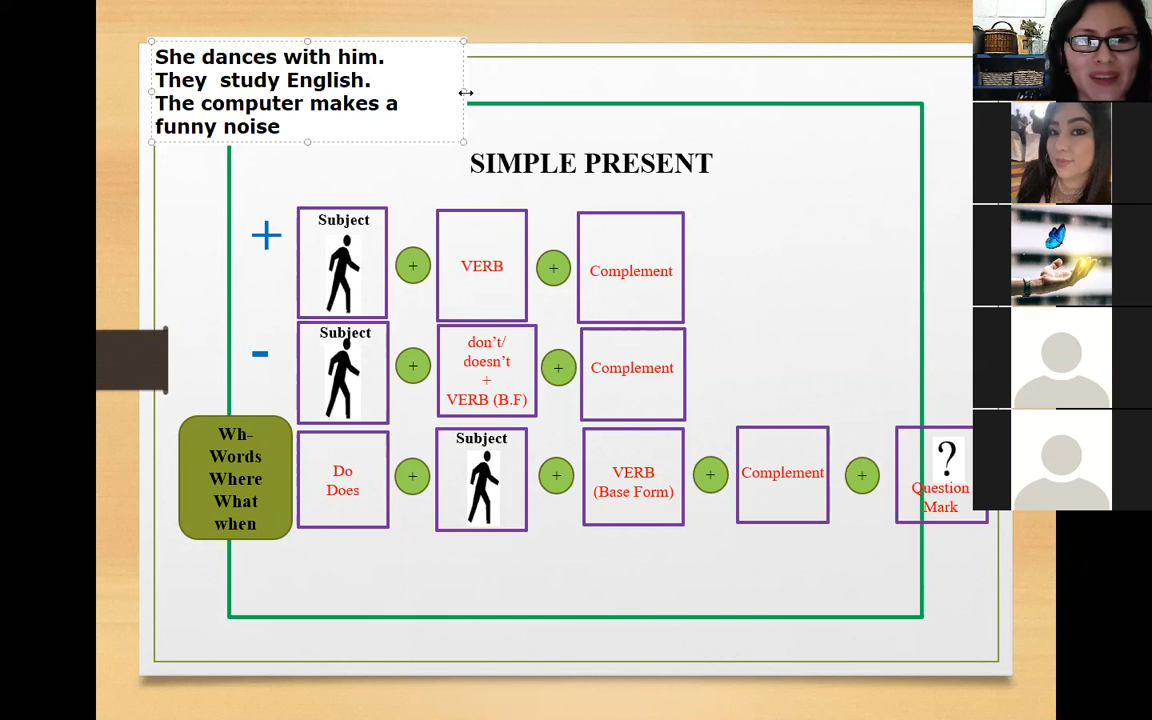 She dances with him.
They  study English.
The computer makes a
funny noise
SIMPLE PRESENT
+
Subject
+
VERB
+
Complement
-
Subject
+
don't/
doesn't
+
VERB (B.F)
+
Complement
Wh-
Words
Where
What
when
Do
Does
+
Subject
+
VERB
(Base Form)
+
Complement
+
?
Question
Mark